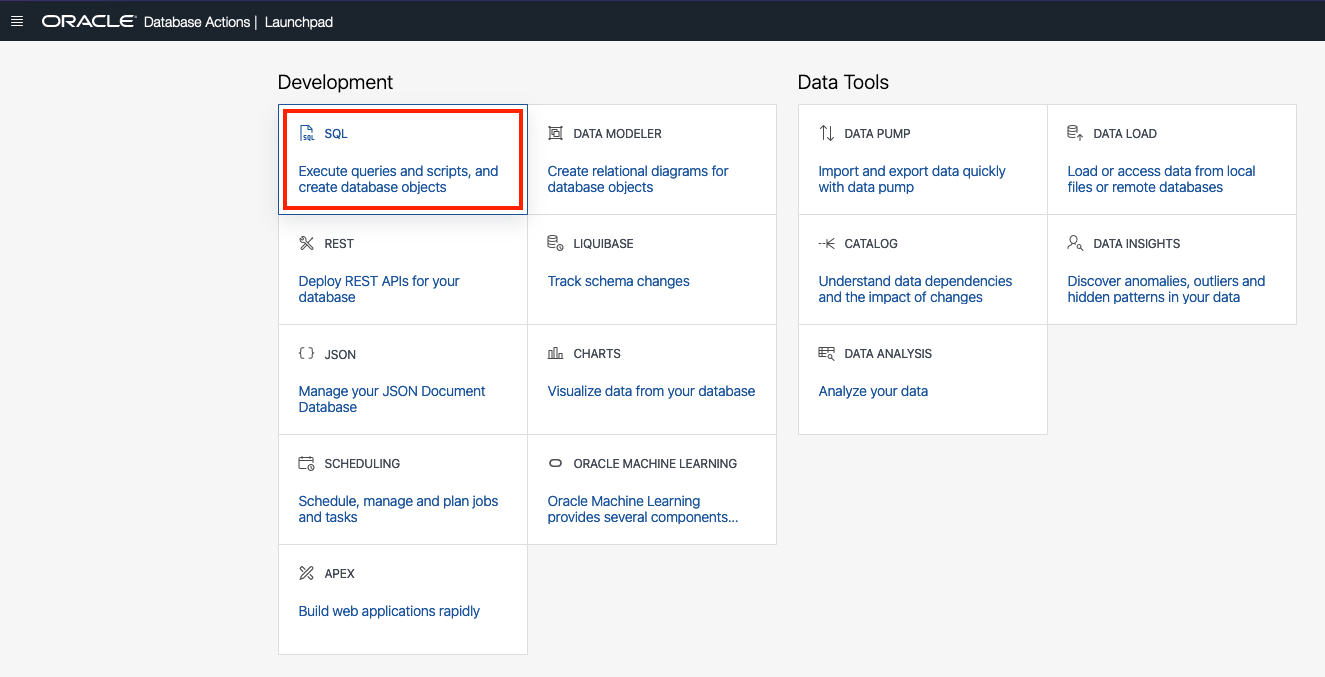 ORACLE Database Actions | Launchpad
Development
SQL
Execute queries and scripts, and
create database objects
DATA MODELER
Create relational diagrams for
database objects
REST
Deploy REST APIs for your
database
LIQUIBASE
Track schema changes
JSON
Manage your JSON Document
Database
CHARTS
Visualize data from your database
SCHEDULING
Schedule, manage and plan jobs
and tasks
ORACLE MACHINE LEARNING
Oracle Machine Learning
provides several components...
APEX
Build web applications rapidly
Data Tools
DATA PUMP
Import and export data quickly
with data pump
DATA LOAD
Load or access data from local
files or remote databases
CATALOG
Understand data dependencies
and the impact of changes
DATA INSIGHTS
Discover anomalies, outliers and
hidden patterns in your data
DATA ANALYSIS
Analyze your data